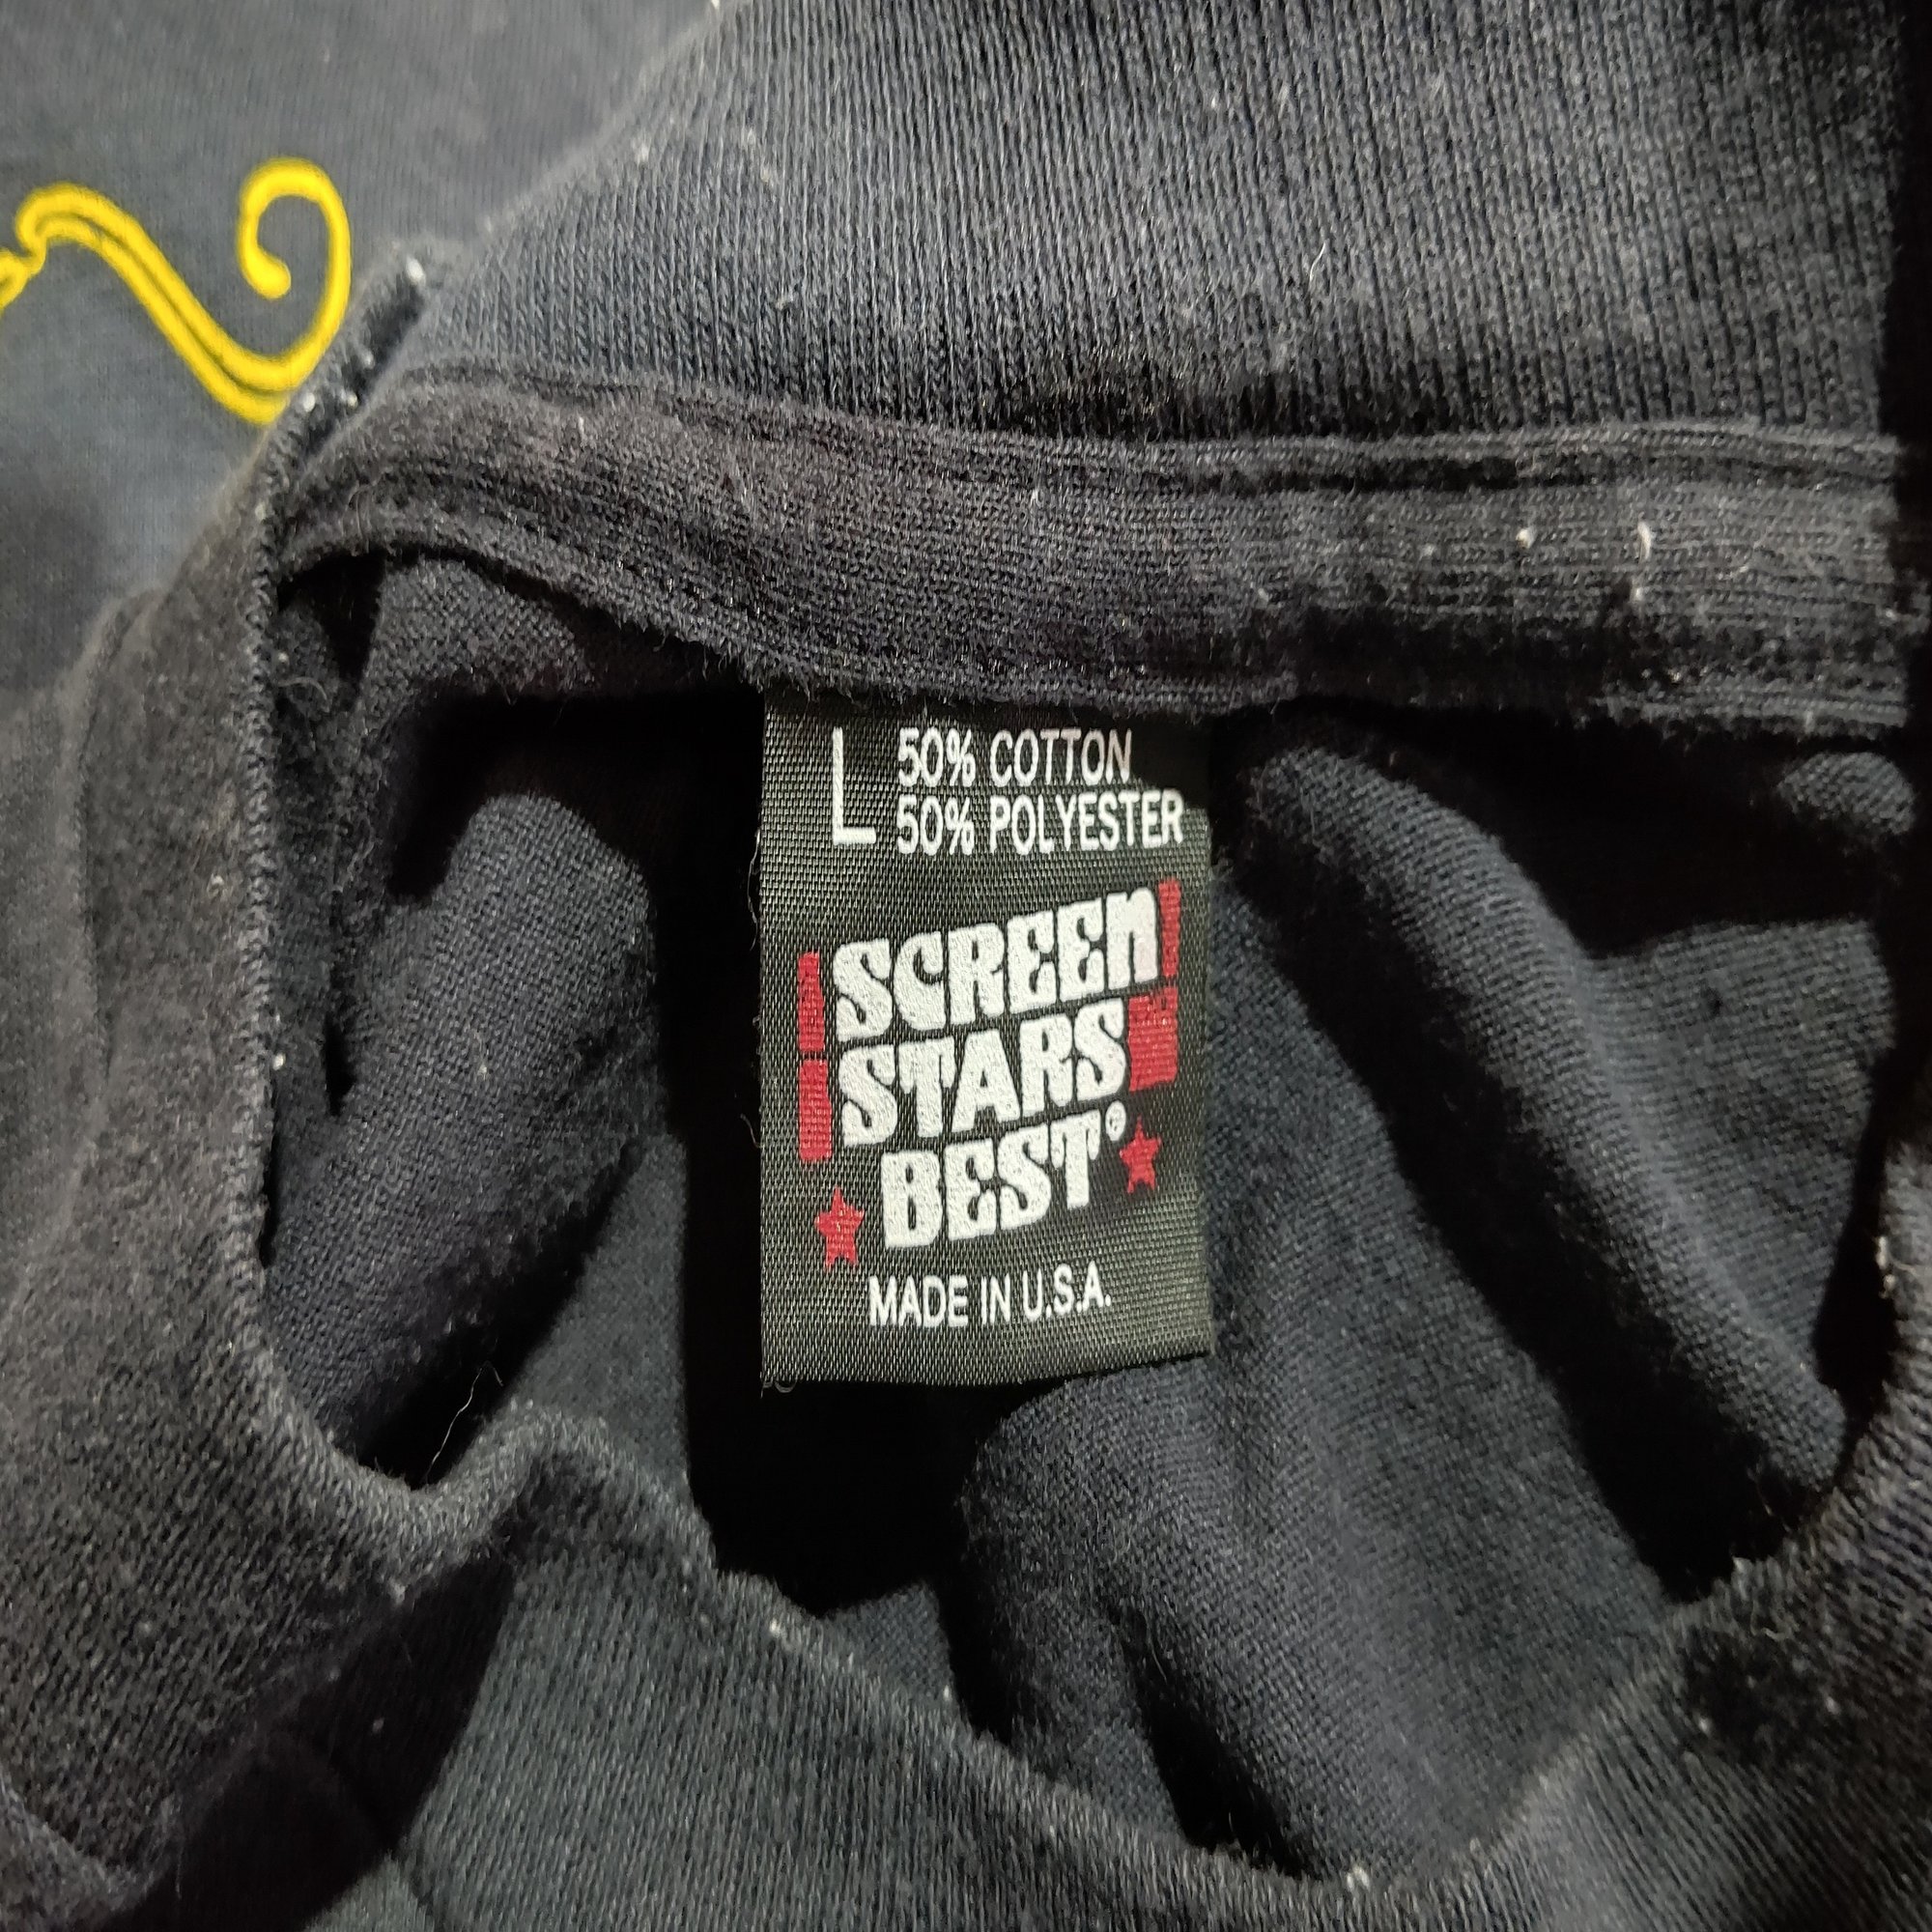 L 50% COTTON
50% POLYESTER
SCREEN
STARS
BEST®
MADE IN U.S.A.